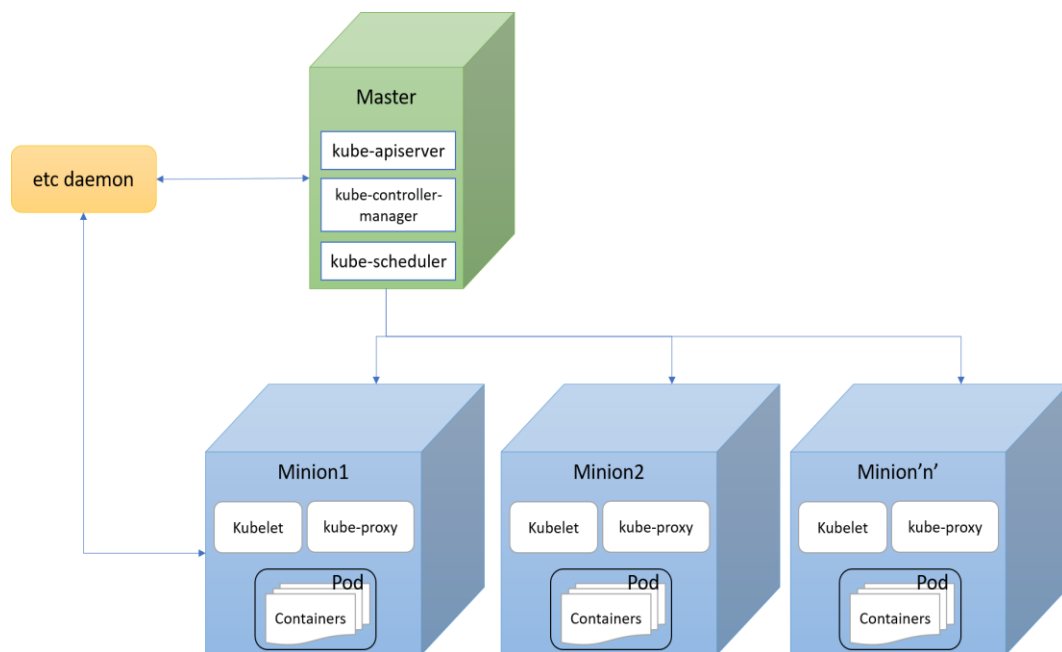 Master
kube-apiserver
etc daemon
kube-controller-
manager
kube-scheduler
Minion1
Kubelet
kube-proxy
Pod
Containers
Minion2
Kubelet
kube-proxy
Pod
Containers
Minion'n'
Kubelet
kube-proxy
Pod
Containers